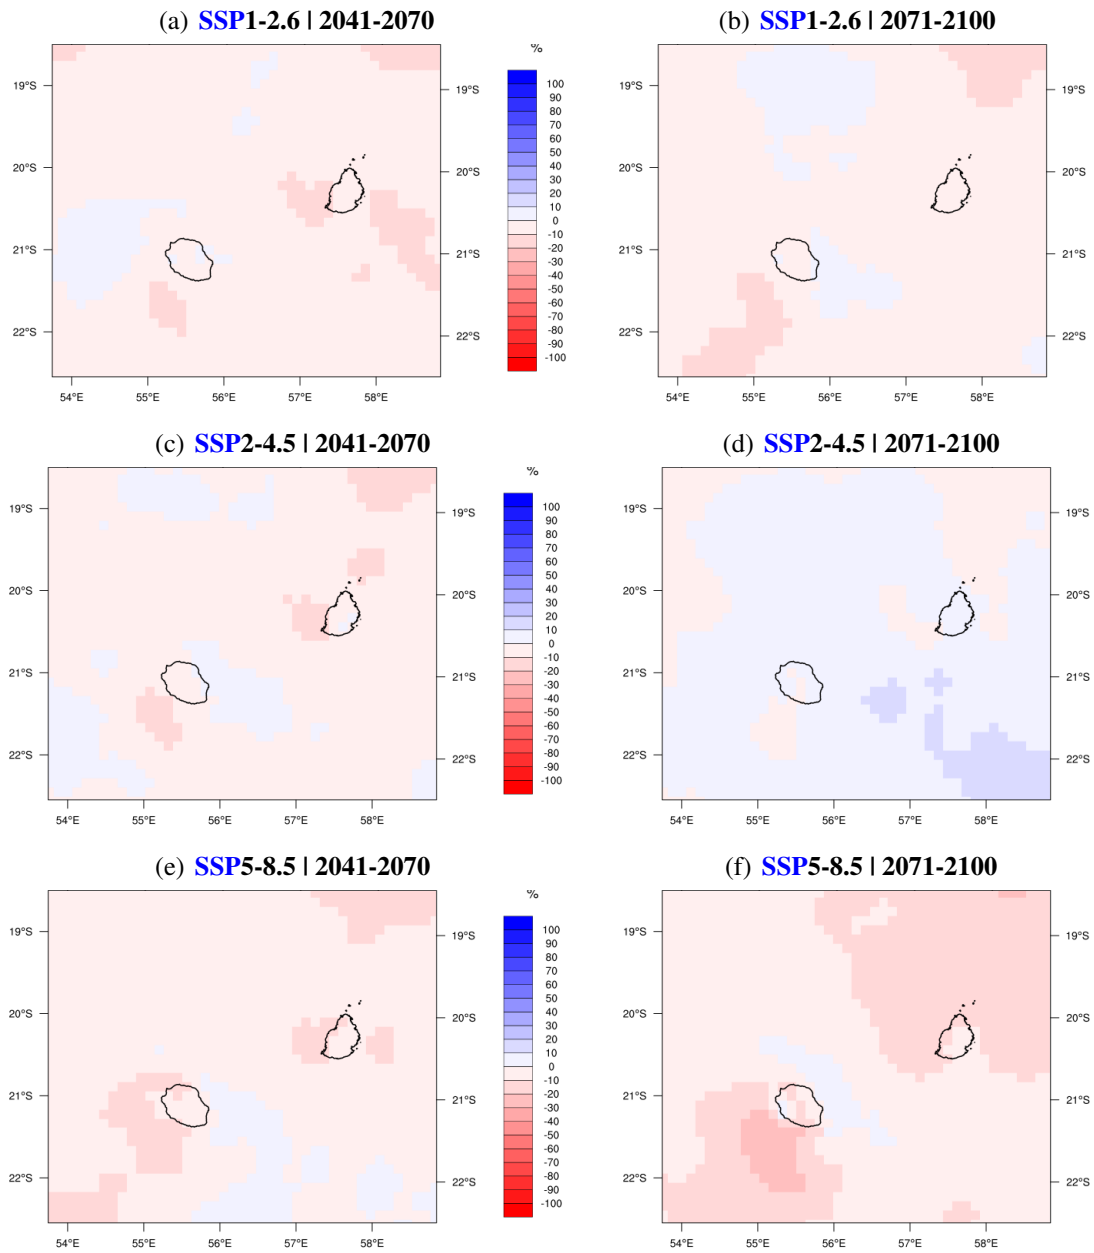 (a) SSP1-2.6 | 2041-2070
(b) SSP1-2.6 | 2071-2100
%
100
90
80
70
60
50
40
30
20
10
0
-10
-20
-30
-40
-50
-60
-70
-80
-90
-100
19°S
20°S
21°S
22°S
19°S
20°S
21°S
22°S
54°E 55°E 56°E 57°E 58°E
19°S
20°S
21°S
22°S
19°S
20°S
21°S
22°S
54°E 55°E 56°E 57°E 58°E
(c) SSP2-4.5 | 2041-2070
(d) SSP2-4.5 | 2071-2100
%
100
90
80
70
60
50
40
30
20
10
0
-10
-20
-30
-40
-50
-60
-70
-80
-90
-100
19°S
20°S
21°S
22°S
19°S
20°S
21°S
22°S
54°E 55°E 56°E 57°E 58°E
19°S
20°S
21°S
22°S
19°S
20°S
21°S
22°S
54°E 55°E 56°E 57°E 58°E
(e) SSP5-8.5 | 2041-2070
(f) SSP5-8.5 | 2071-2100
%
100
90
80
70
60
50
40
30
20
10
0
-10
-20
-30
-40
-50
-60
-70
-80
-90
-100
19°S
20°S
21°S
22°S
19°S
20°S
21°S
22°S
54°E 55°E 56°E 57°E 58°E
19°S
20°S
21°S
22°S
19°S
20°S
21°S
22°S
54°E 55°E 56°E 57°E 58°E